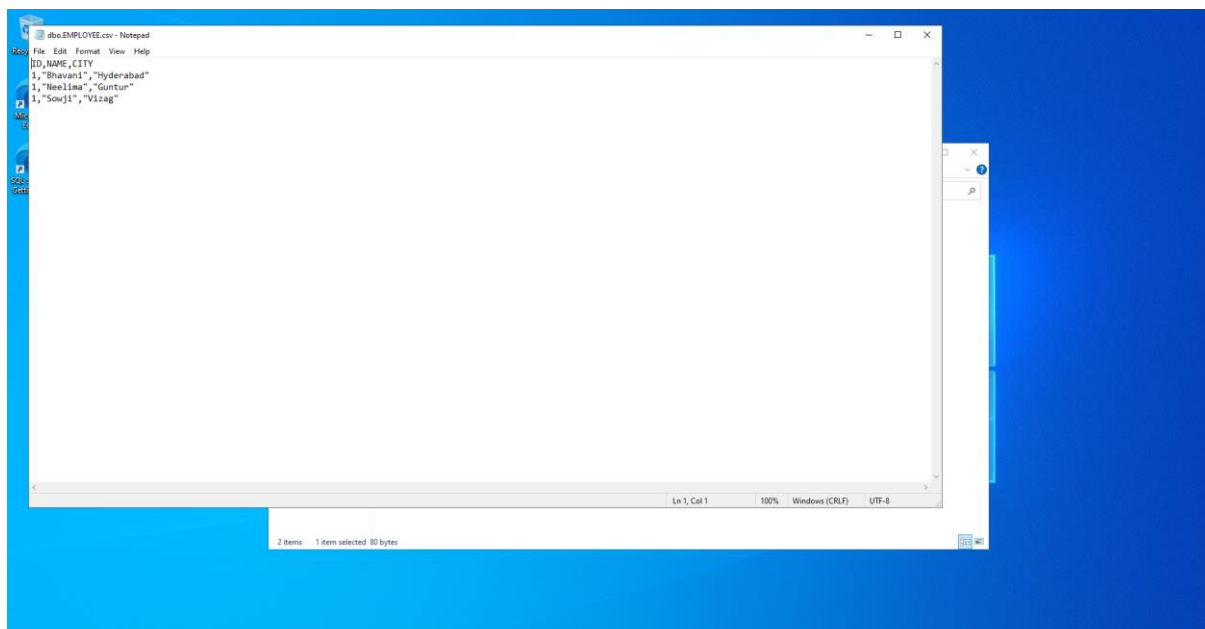 dbo.EMPLOYEE.csv - Notepad
File Edit Format View Help
ID,NAME,CITY
1,"Bhavani","Hyderabad"
1,"Neelima","Guntur"
1,"Sowji","Vizag"
Ln 1, Col 1 100% Windows (CRLF) UTF-8
2 items 1 item selected 80 bytes